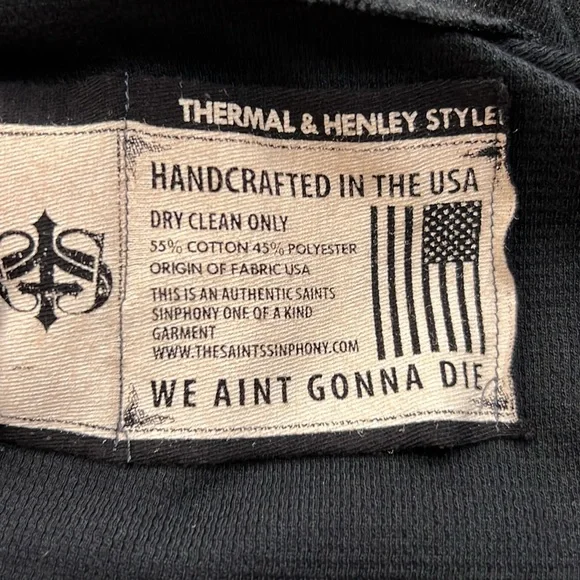 THERMAL & HENLEY STYLE
HANDCRAFTED IN THE USA
DRY CLEAN ONLY
55% COTTON 45% POLYESTER
ORIGIN OF FABRIC USA
THIS IS AN AUTHENTIC SAINTS
SINPHONY ONE OF A KIND
GARMENT
WWW.THESAINTSSINPHONY.COM
WE AINT GONNA DIE